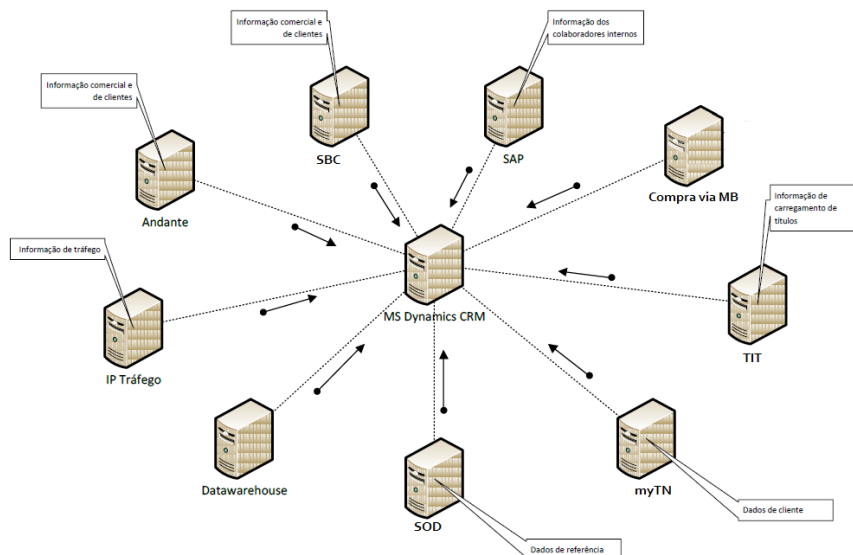 Informação comercial e
de clientes
Informação dos
colaboradores internos
Informação comercial e
de clientes
SBC
SAP
Compra via MB
Andante
Informação de
carregamento de
títulos
Informação de tráfego
MS Dynamics CRM
TIT
IP Tráfego
Datawarehouse
myTN
SOD
Dados de cliente
Dados de referência